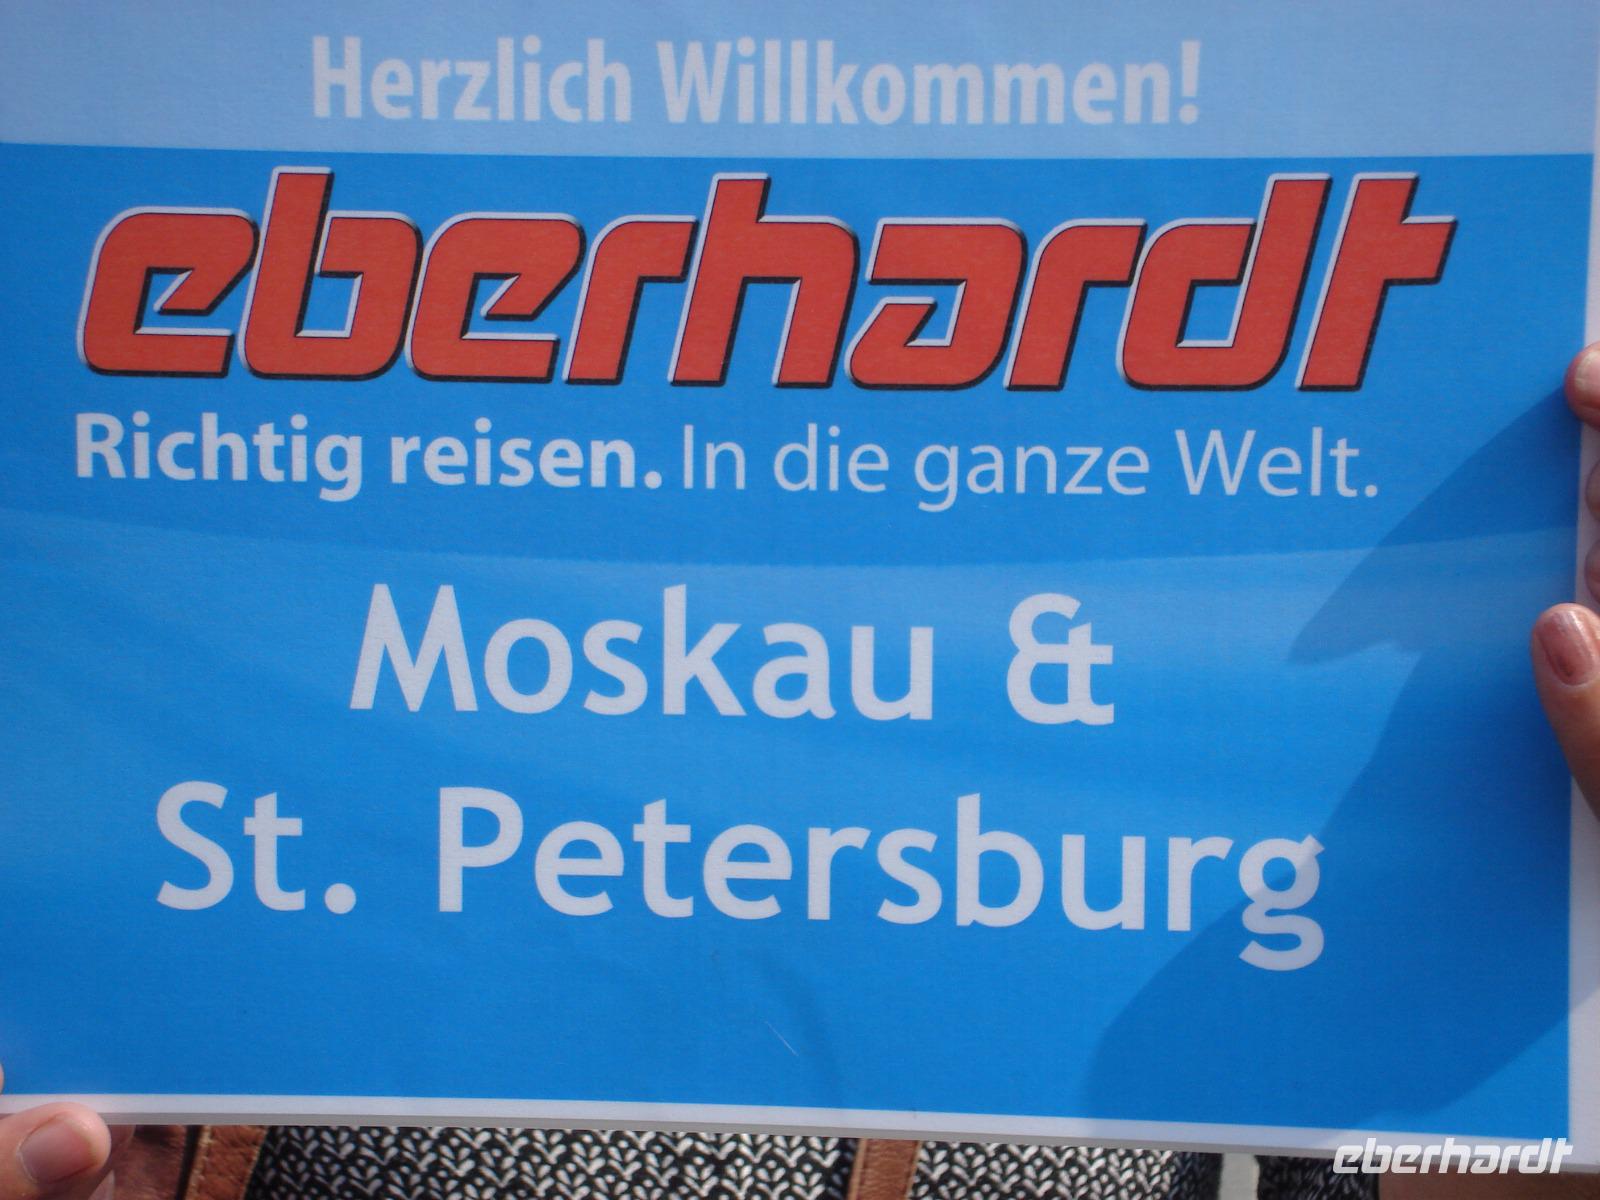 Herzlich Willkommen!
eberhardt
Richtig reisen. In die ganze Welt.
Moskau &
St. Petersburg
eberhardt